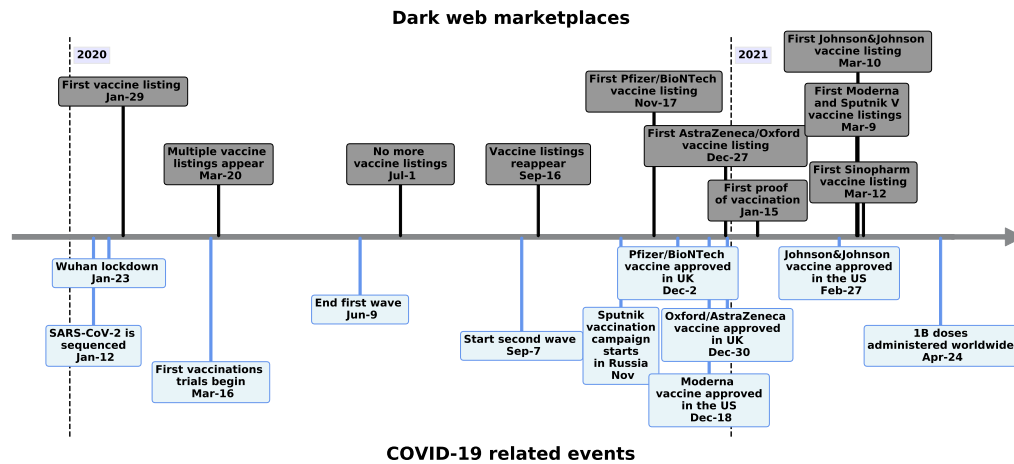 Dark web marketplaces
2020
2021
First vaccine listing
Jan-29
Multiple vaccine
listings appear
Mar-20
No more
vaccine listings
Jul-1
Vaccine listings
reappear
Sep-16
First Pfizer/BioNTech
vaccine listing
Nov-17
First AstraZeneca/Oxford
vaccine listing
Dec-27
First proof
of vaccination
Jan-15
First Johnson&Johnson
vaccine listing
Mar-10
First Moderna
and Sputnik V
vaccine listings
Mar-9
First Sinopharm
vaccine listing
Mar-12
Wuhan lockdown
Jan-23
SARS-CoV-2 is
sequenced
Jan-12
First vaccinations
trials begin
Mar-16
End first wave
Jun-9
Start second wave
Sep-7
Sputnik
vaccination
campaign
starts
in Russia
Nov
Pfizer/BioNTech
vaccine approved
in UK
Dec-2
Oxford/AstraZeneca
vaccine approved
in UK
Dec-30
Moderna
vaccine approved
in the US
Dec-18
Johnson&Johnson
vaccine approved
in the US
Feb-27
1B doses
administered worldwide
Apr-24
COVID-19 related events